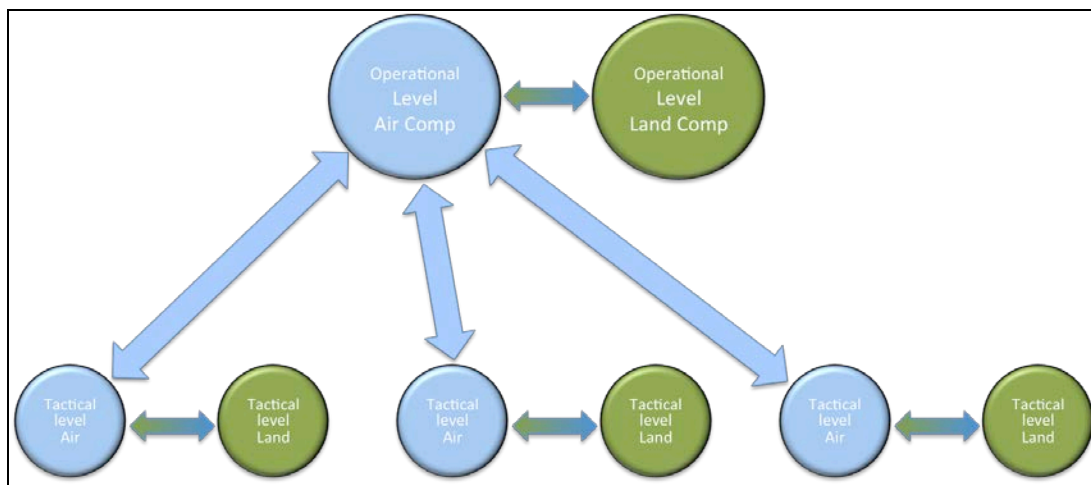 Operational
Level
Air Comp
Operational
Level
Land Comp
Tactical
level
Air
Tactical
level
Land
Tactical
level
Air
Tactical
level
Land
Tactical
level
Air
Tactical
level
Land